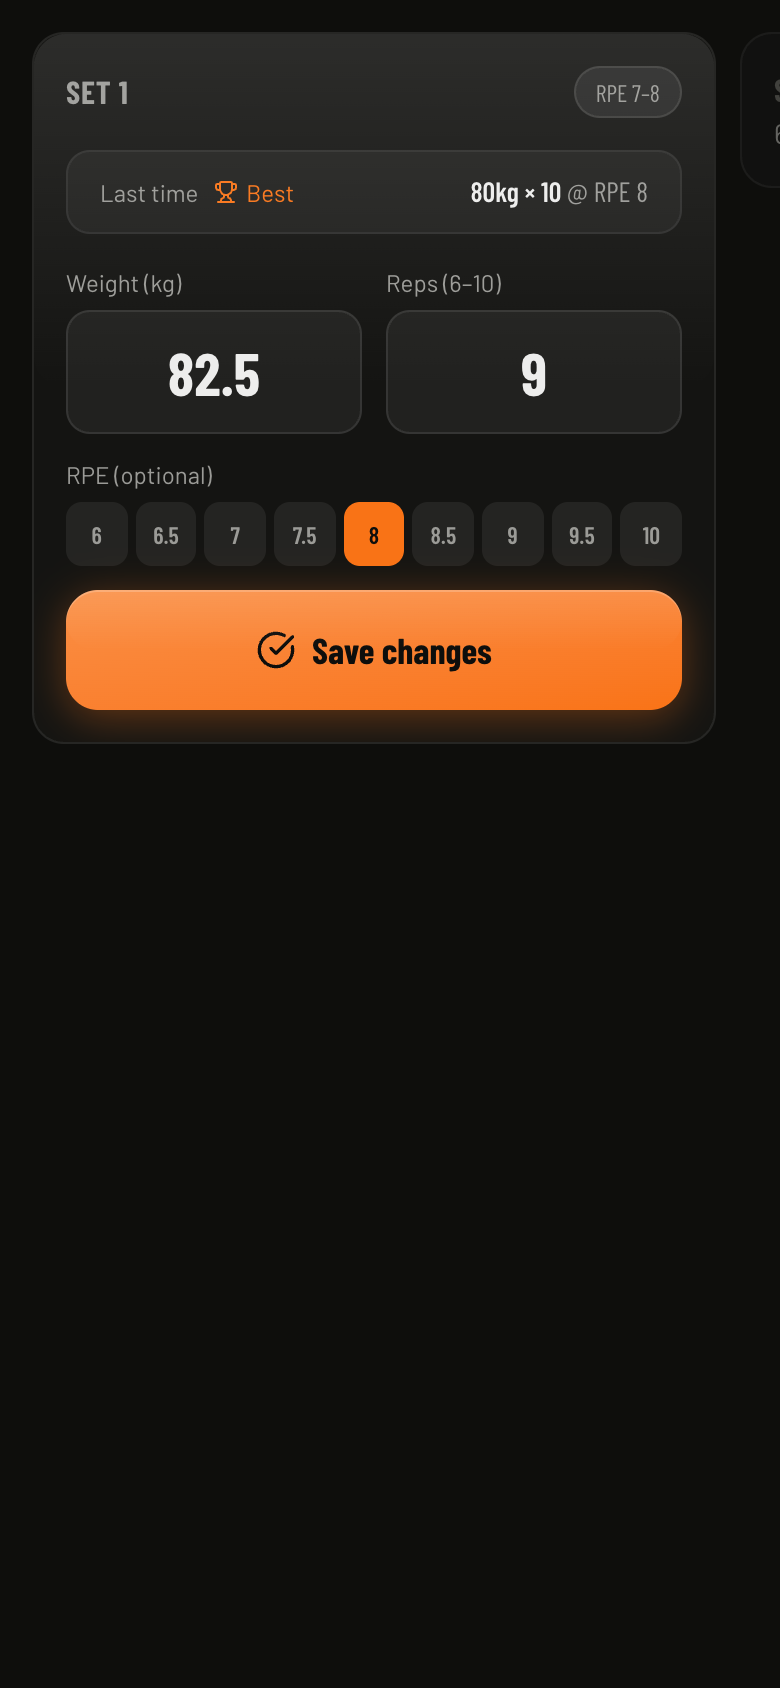 SET 1
RPE 7–8
Last time Best 80kg × 10 @ RPE 8
Weight (kg) Reps (6–10)
82.5 9
RPE (optional)
6 6.5 7 7.5 8 8.5 9 9.5 10
Save changes